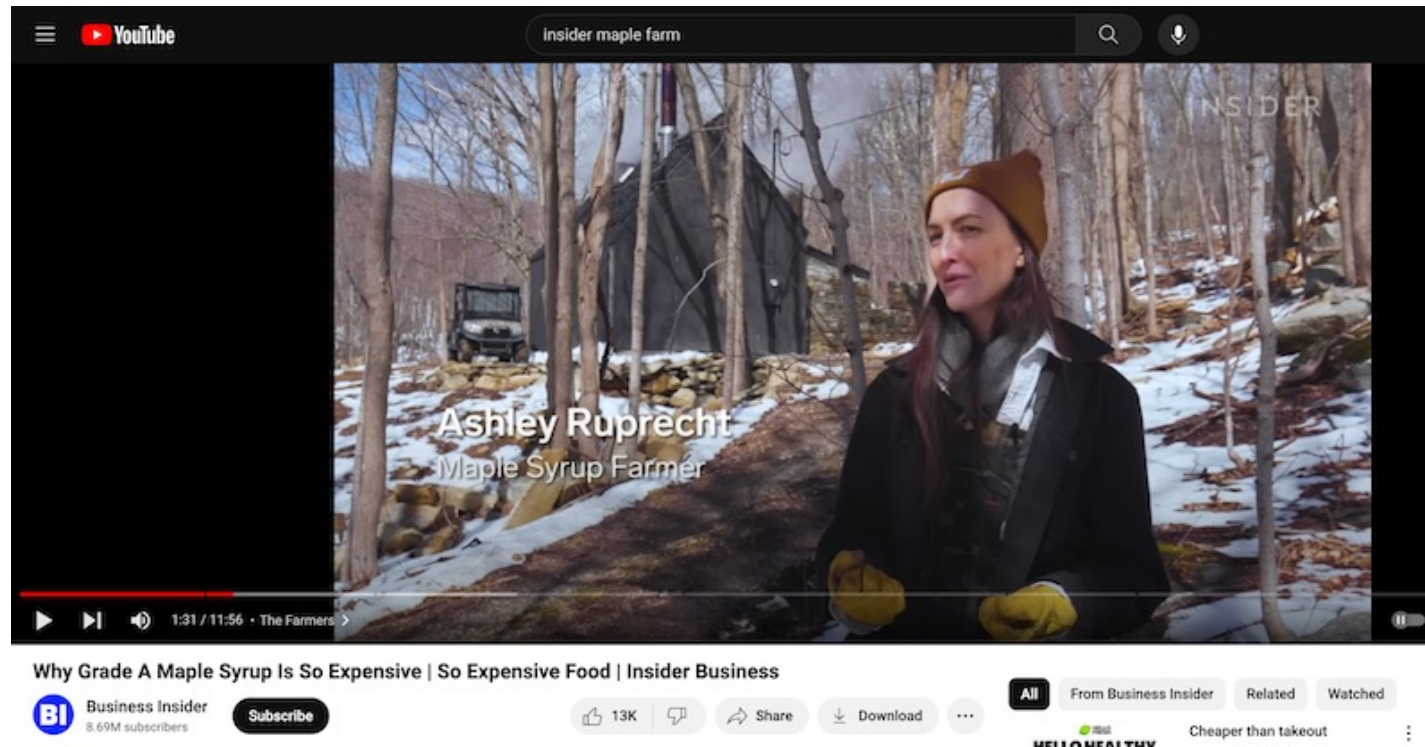 YouTube
insider maple farm
INSIDER
Ashley Ruprecht
Maple Syrup Farmer
1:31 / 11:56 • The Farmers
Why Grade A Maple Syrup Is So Expensive | So Expensive Food | Insider Business
BI
Business Insider
8.69M subscribers
Subscribe
13K
Share
Download
All
From Business Insider
Related
Watched
Cheaper than takeout
HELLO HEALTHY